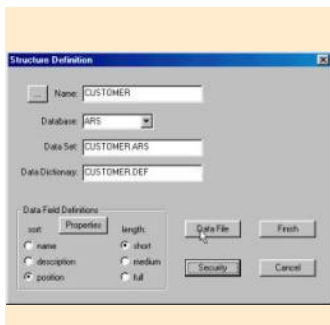 Structure Definition
... Name: CUSTOMER
Database: ARS
Data Set: CUSTOMER.ARS
Data Dictionary: CUSTOMER.DEF
Data Field Definitions
sort: Properties length:
name short
description medium
position full
Data File Finish
Security Cancel